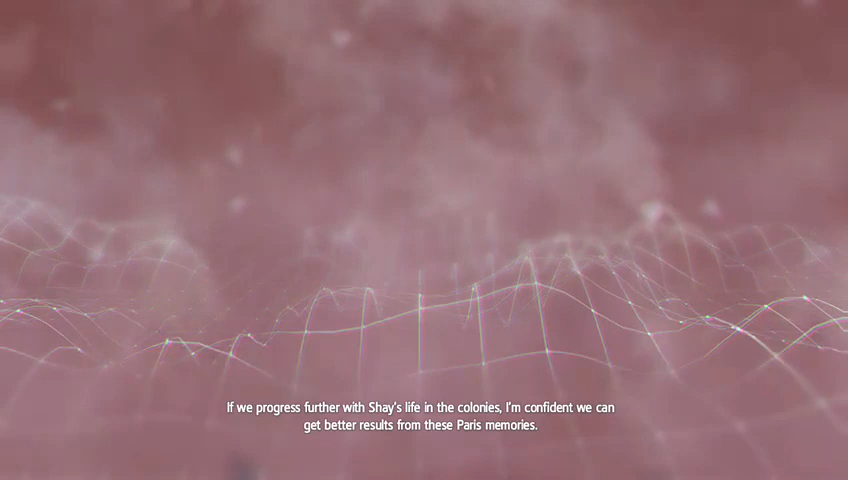 If we progress further with Shay's life in the colonies, I'm confident we can
get better results from these Paris memories.